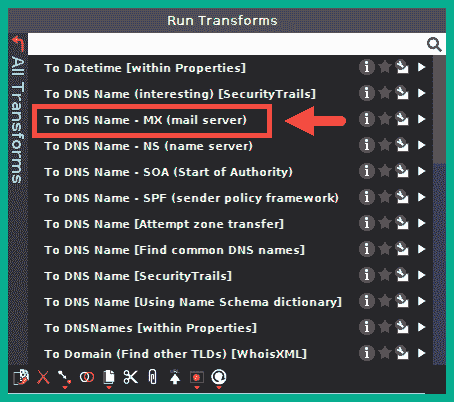 Run Transforms
All Transforms
To Datetime [within Properties]
To DNS Name (interesting) [SecurityTrails]
To DNS Name - MX (mail server)
To DNS Name - NS (name server)
To DNS Name - SOA (Start of Authority)
To DNS Name - SPF (sender policy framework)
To DNS Name [Attempt zone transfer]
To DNS Name [Find common DNS names]
To DNS Name [SecurityTrails]
To DNS Name [Using Name Schema dictionary]
To DNSNames [within Properties]
To Domain (Find other TLDs) [WhoisXML]